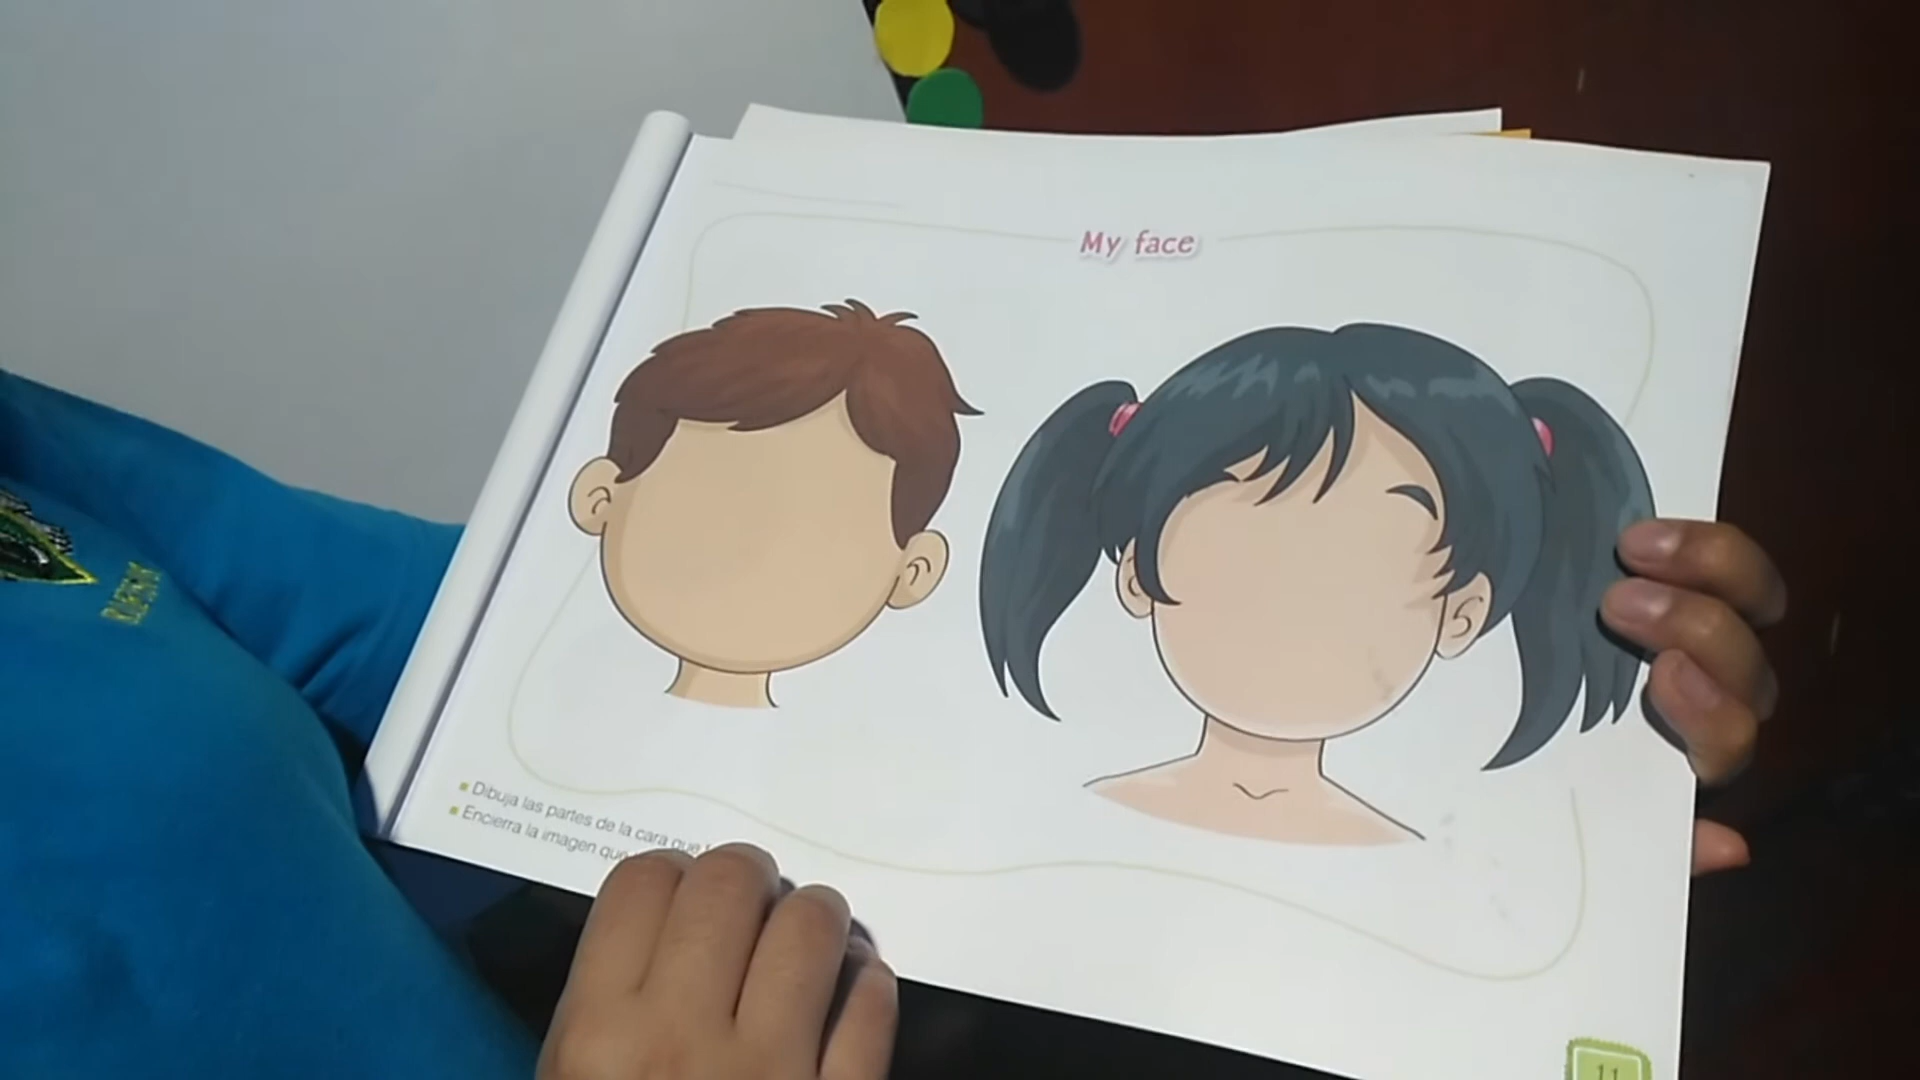 My face
Dibuja las partes de la cara que
Encierra la imagen que
11